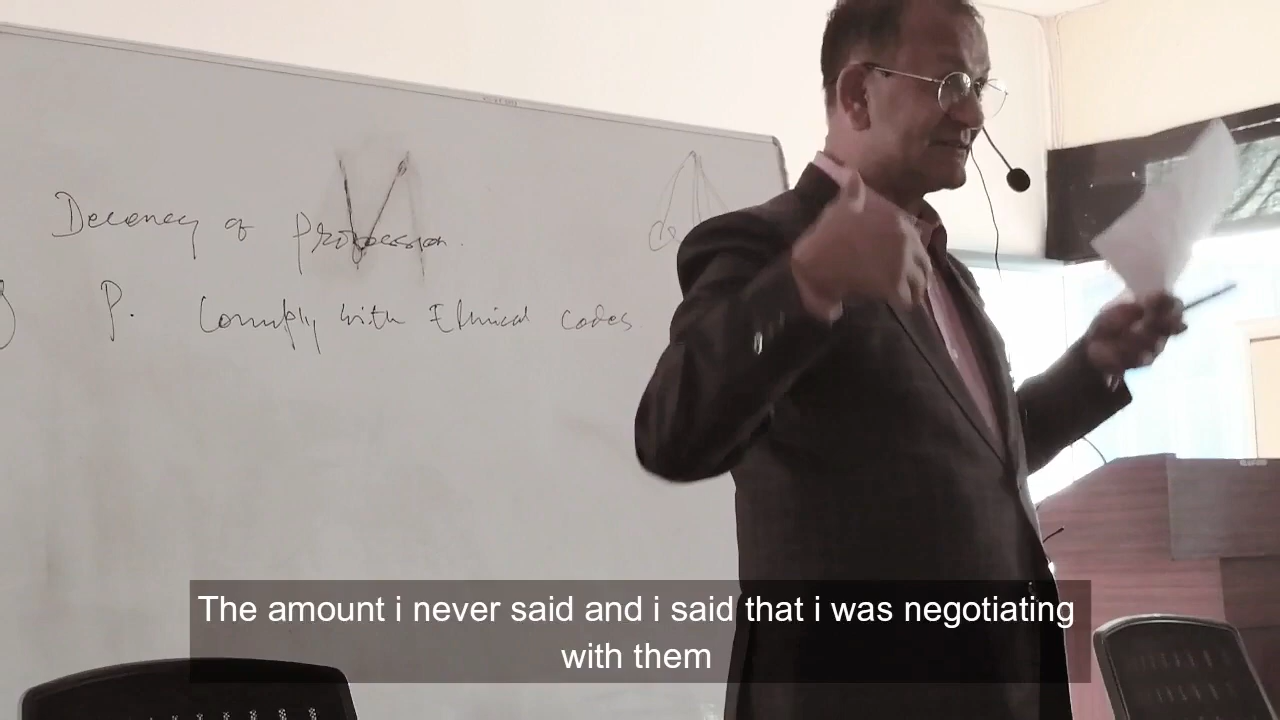 Decency of Profession.
P. Comply with Ethical codes
The amount i never said and i said that i was negotiating
with them